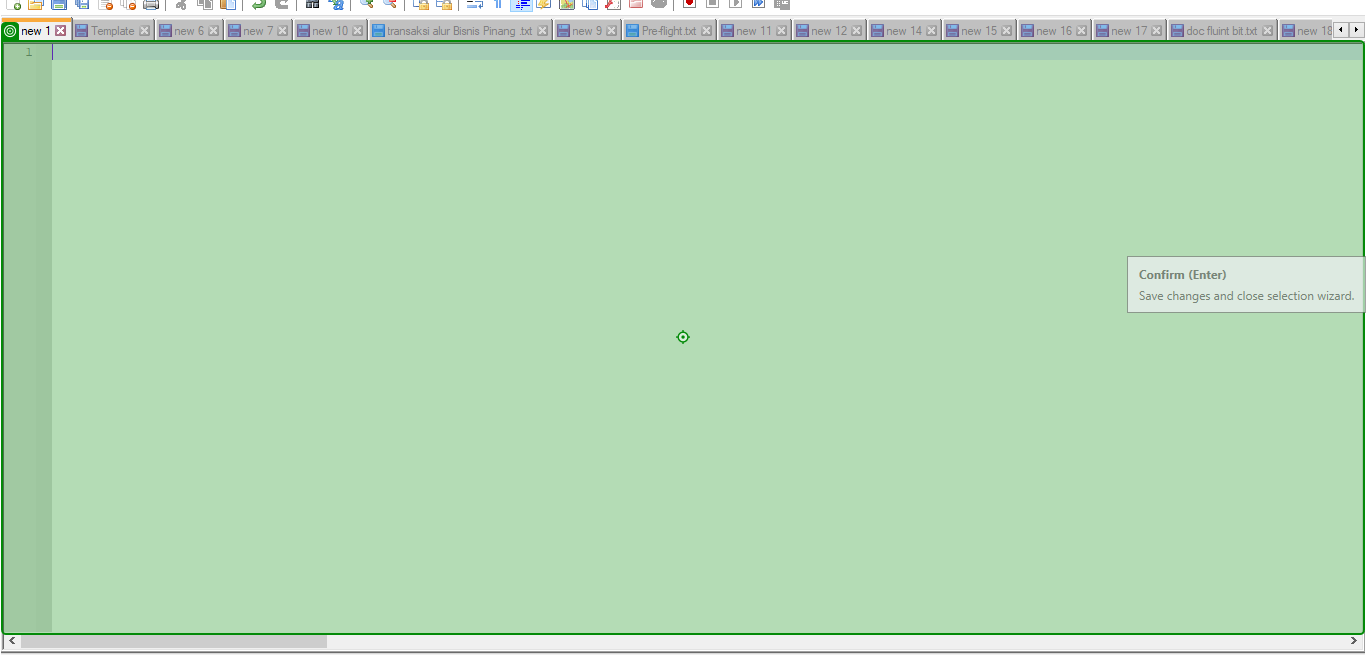 new 1 Template new 6 new 7 new 10 transaksi alur Bisnis Pinang .txt new 9 Pre-flight.txt new 11 new 12 new 14 new 15 new 16 new 17 doc fluint bit.txt new 18
1
Confirm (Enter)
Save changes and close selection wizard.